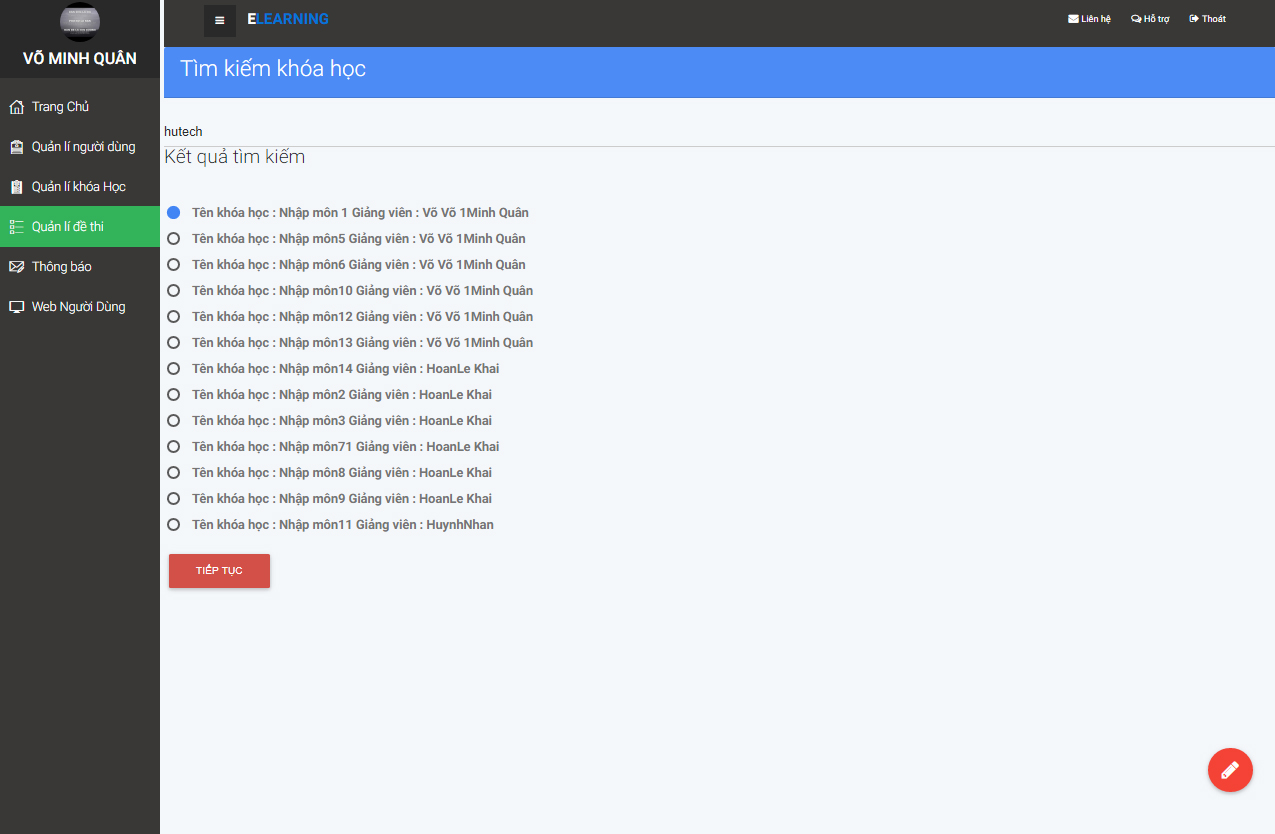 VÕ MINH QUÂN
Trang Chủ
Quản lí người dùng
Quản lí khóa Học
Quản lí đề thi
Thông báo
Web Người Dùng
ELEARNING
Liên hệ
Hỗ trợ
Thoát
Tìm kiếm khóa học
hutech
Kết quả tìm kiếm
Tên khóa học : Nhập môn 1 Giảng viên : Võ Võ 1Minh Quân
Tên khóa học : Nhập môn5 Giảng viên : Võ Võ 1Minh Quân
Tên khóa học : Nhập môn6 Giảng viên : Võ Võ 1Minh Quân
Tên khóa học : Nhập môn10 Giảng viên : Võ Võ 1Minh Quân
Tên khóa học : Nhập môn12 Giảng viên : Võ Võ 1Minh Quân
Tên khóa học : Nhập môn13 Giảng viên : Võ Võ 1Minh Quân
Tên khóa học : Nhập môn14 Giảng viên : HoanLe Khai
Tên khóa học : Nhập môn2 Giảng viên : HoanLe Khai
Tên khóa học : Nhập môn3 Giảng viên : HoanLe Khai
Tên khóa học : Nhập môn71 Giảng viên : HoanLe Khai
Tên khóa học : Nhập môn8 Giảng viên : HoanLe Khai
Tên khóa học : Nhập môn9 Giảng viên : HoanLe Khai
Tên khóa học : Nhập môn11 Giảng viên : HuynhNhan
TIẾP TỤC